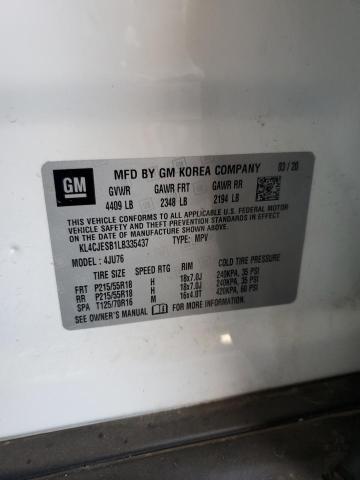 GM
MFD BY GM KOREA COMPANY 03 / 20
GVWR GAWR FRT GAWR RR
4409 LB 2348 LB 2194 LB
THIS VEHICLE CONFORMS TO ALL APPLICABLE U.S. FEDERAL MOTOR
VEHICLE SAFETY AND THEFT PREVENTION STANDARDS IN EFFECT ON
THE DATE OF MANUFACTURE SHOWN ABOVE.
KL4CJESB1LB335437 TYPE: MPV
MODEL : 4JU76
TIRE SIZE SPEED RTG RIM COLD TIRE PRESSURE
FRT P215/55R18 H 18x7.0J 240KPA, 35 PSI
RR P215/55R18 H 18x7.0J 240KPA, 35 PSI
SPA T125/70R16 M 16x4.0T 420KPA, 60 PSI
SEE OWNER'S MANUAL FOR ADDITIONAL INFORMATION.